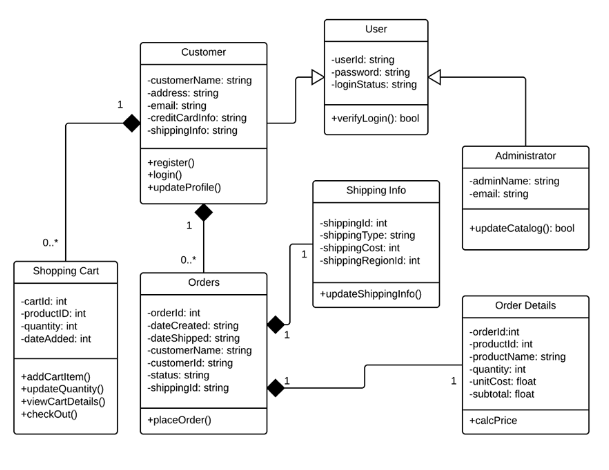 User
-userId: string
-password: string
-loginStatus: string
+verifyLogin(): bool
Customer
-customerName: string
-address: string
-email: string
-creditCardInfo: string
-shippingInfo: string
+register()
+login()
+updateProfile()
1
0..*
1
0..*
Administrator
-adminName: string
-email: string
+updateCatalog(): bool
Shipping Info
-shippingId: int
-shippingType: string
-shippingCost: int
-shippingRegionId: int
+updateShippingInfo()
1
1
Shopping Cart
-cartId: int
-productID: int
-quantity: int
-dateAdded: int
+addCartItem()
+updateQuantity()
+viewCartDetails()
+checkOut()
Orders
-orderId: int
-dateCreated: string
-dateShipped: string
-customerName: string
-customerId: string
-status: string
-shippingId: string
+placeOrder()
1
1
Order Details
-orderId:int
-productId: int
-productName: string
-quantity: int
-unitCost: float
-subtotal: float
+calcPrice